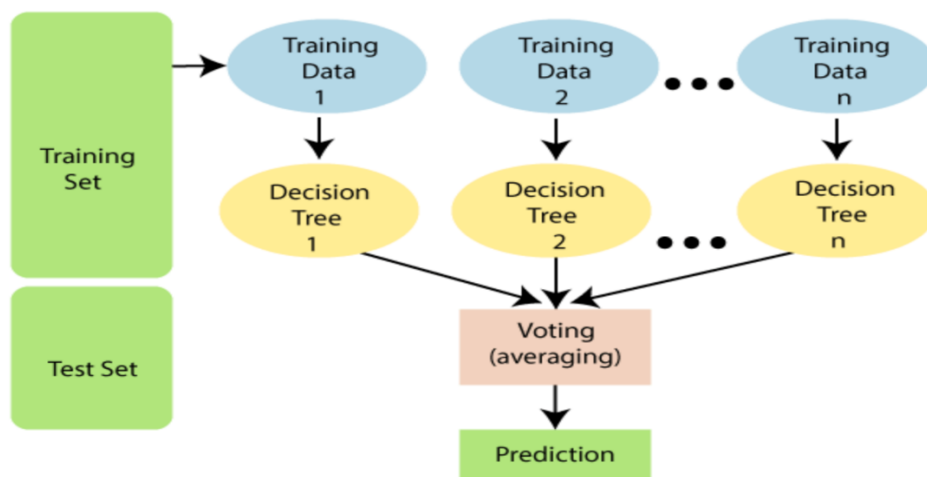 Training
Set
Test Set
Training
Data
1
Training
Data
2
Training
Data
n
Decision
Tree
1
Decision
Tree
2
Decision
Tree
n
Voting
(averaging)
Prediction